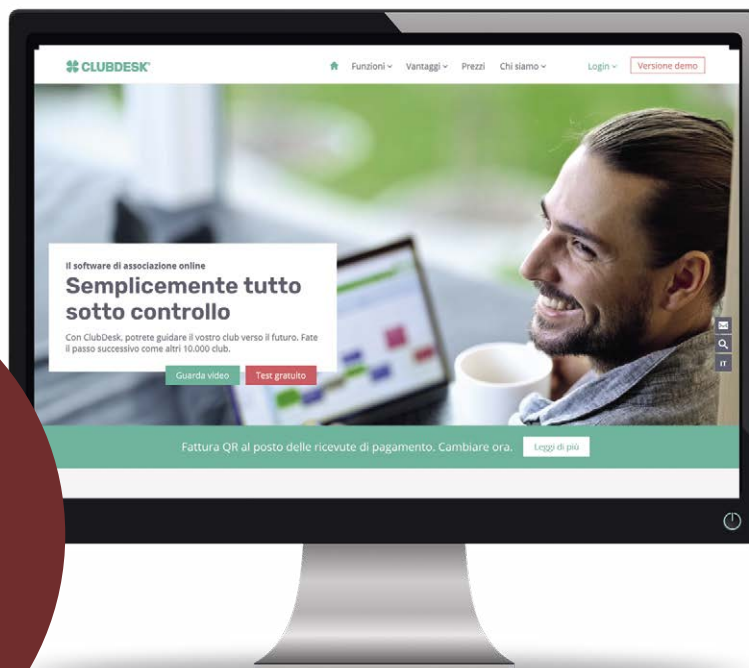 CLUBDESK
Funzioni Vantaggi Prezzi Chi siamo Login Versione demo
Il software di associazione online
Semplicemente tutto
sotto controllo
Con ClubDesk, potrete guidare il vostro club verso il futuro. Fate
il passo successivo come altri 10.000 club.
Guarda video Test gratuito
IT
Fattura QR al posto delle ricevute di pagamento. Cambiare ora. Leggi di più